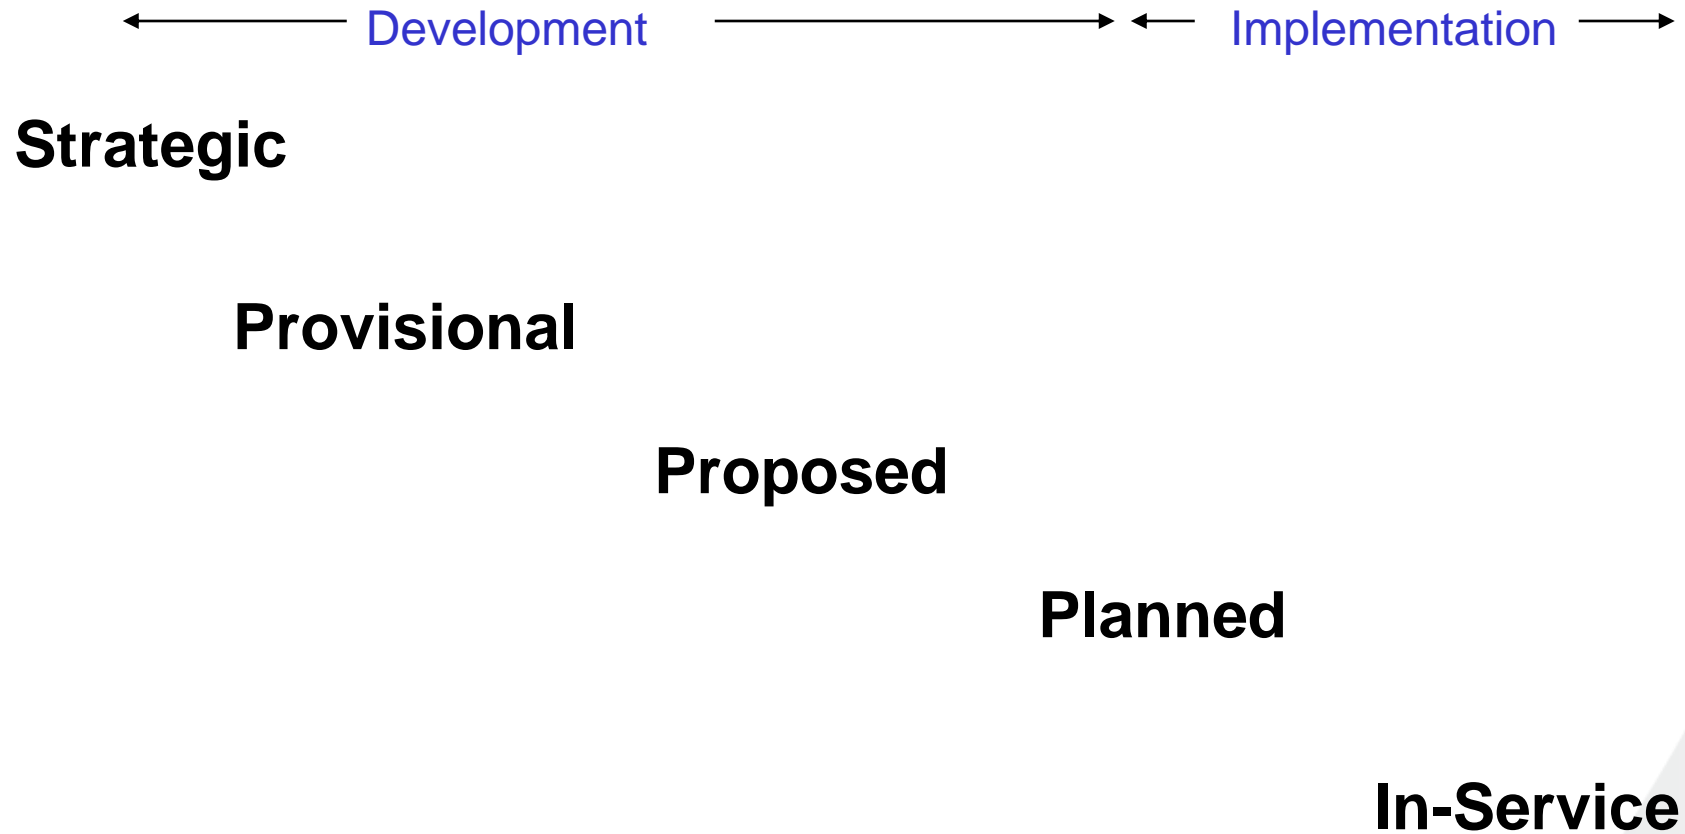 Development Implementation
Strategic
Provisional
Proposed
Planned
In-Service